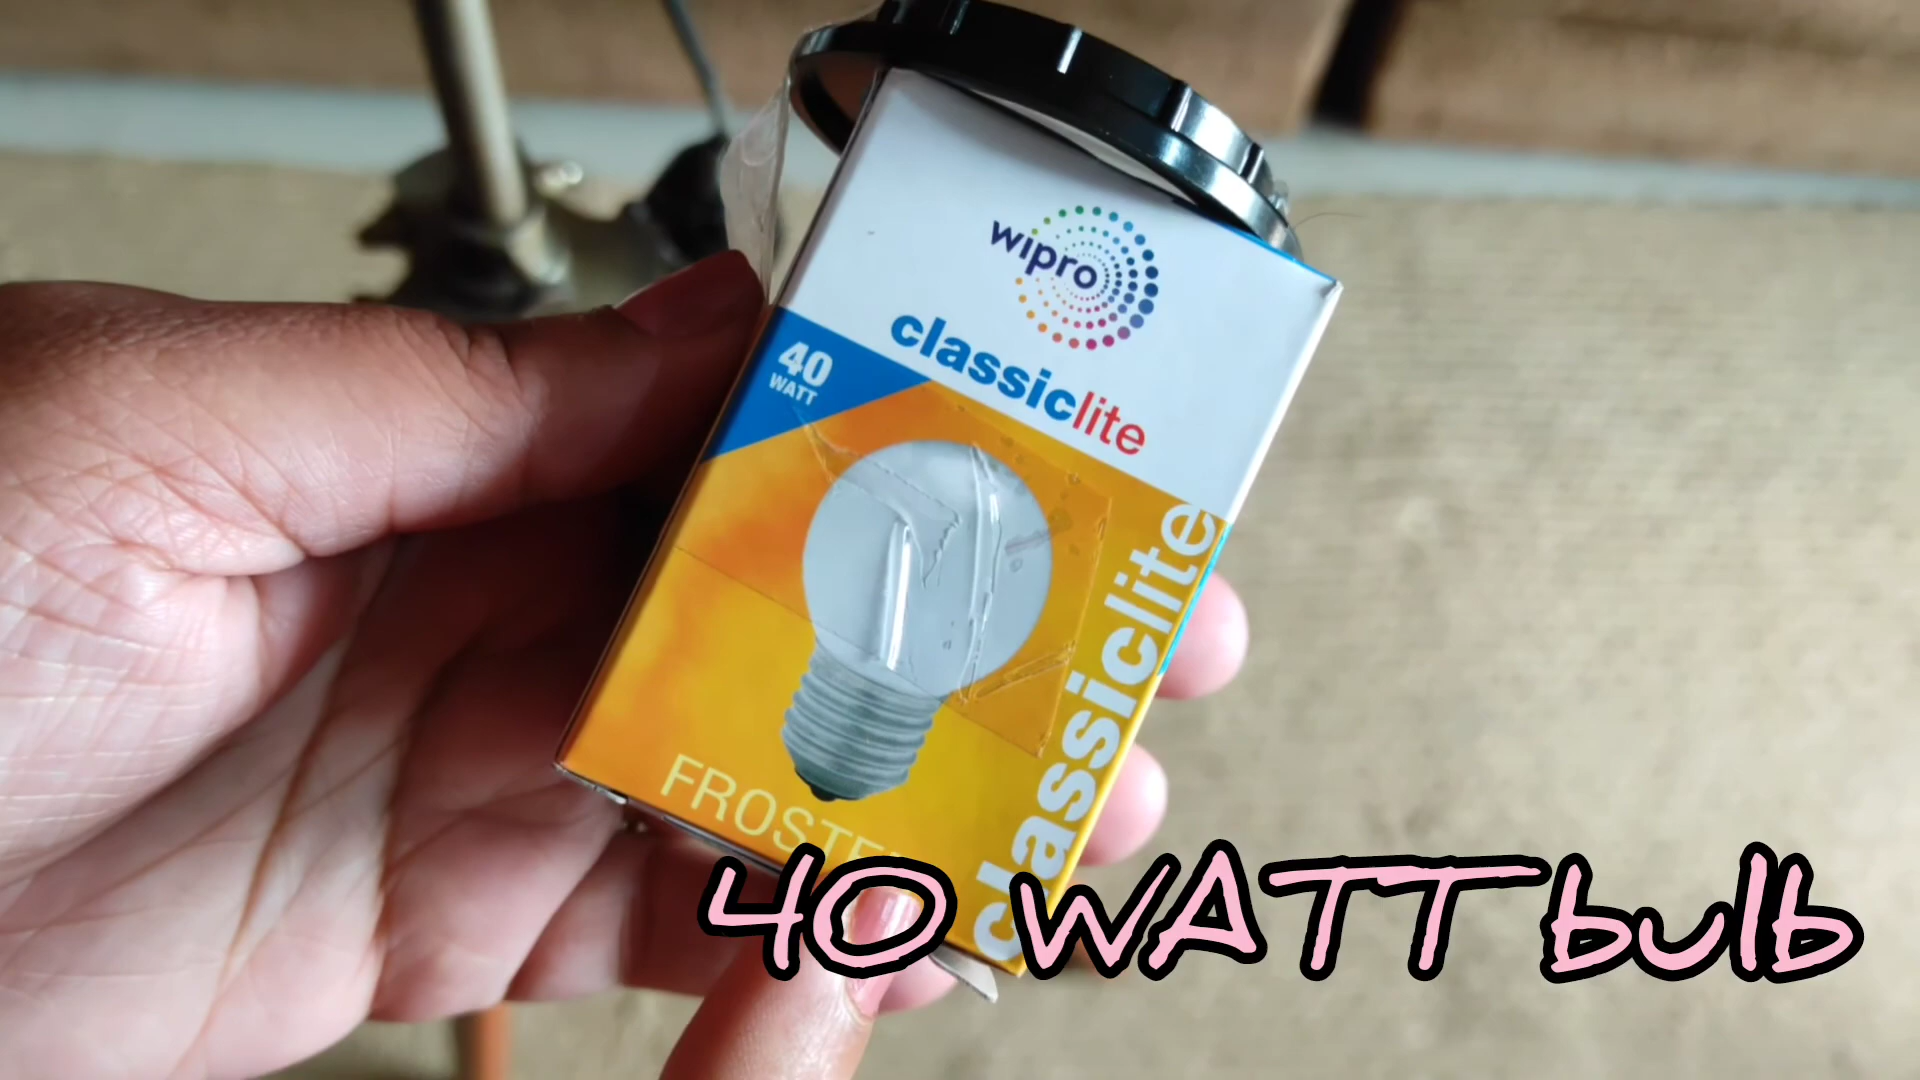 wipro
classiclite
40
WATT
classiclite
FROSTE
40 WATT bulb